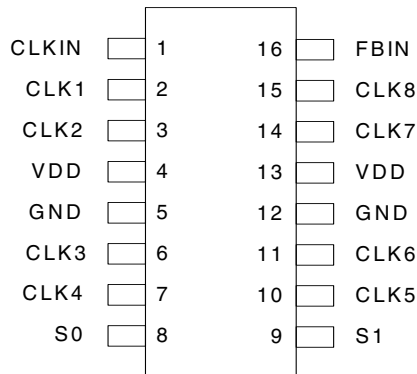 CLKIN 1 16 FBIN
CLK1 2 15 CLK8
CLK2 3 14 CLK7
VDD 4 13 VDD
GND 5 12 GND
CLK3 6 11 CLK6
CLK4 7 10 CLK5
S0 8 9 S1